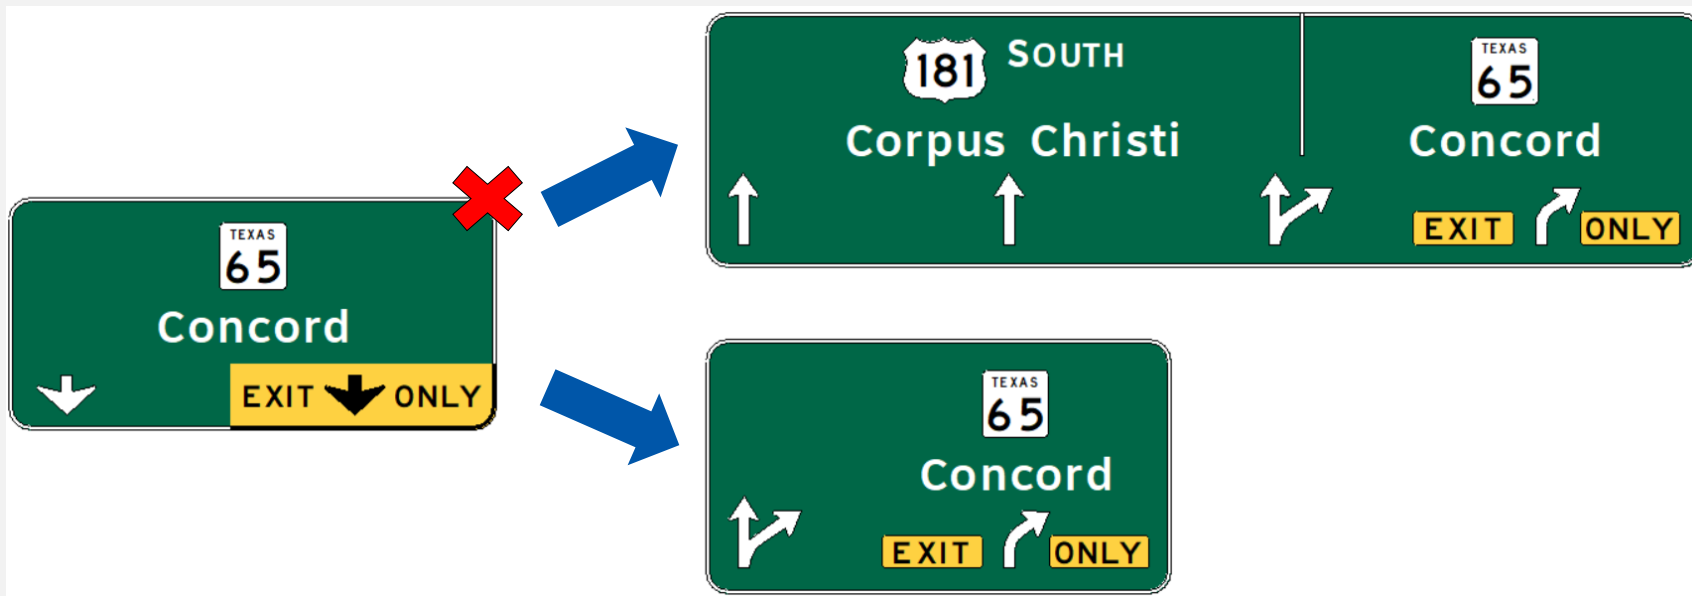 TEXAS
65
Concord
EXIT ONLY
181 SOUTH
Corpus Christi
TEXAS
65
Concord
EXIT ONLY
TEXAS
65
Concord
EXIT ONLY